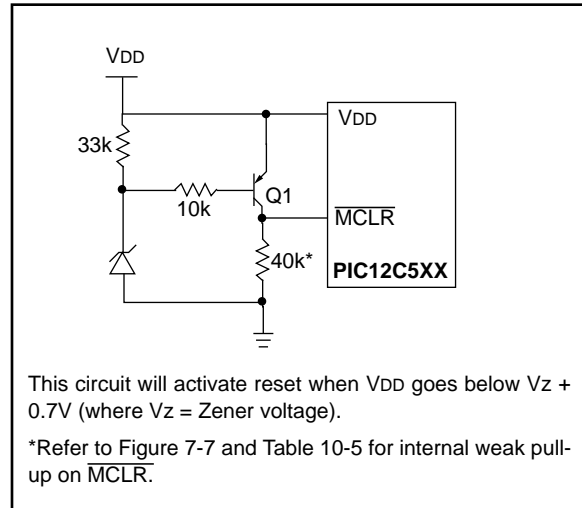 VDD
VDD
33k
10k
Q1
MCLR
40k*
PIC12C5XX
This circuit will activate reset when VDD goes below Vz +
0.7V (where Vz = Zener voltage).
*Refer to Figure 7-7 and Table 10-5 for internal weak pull-
up on MCLR.